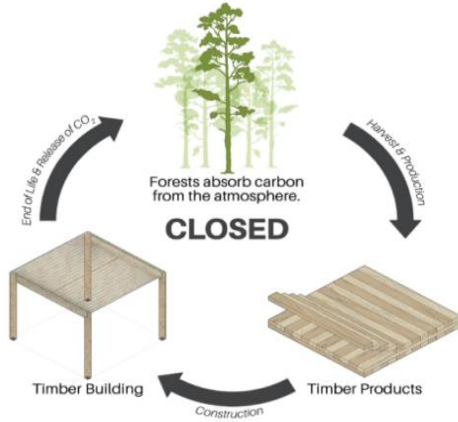 Forests absorb carbon
from the atmosphere.
CLOSED
Harvest & Production
Timber Products
Construction
Timber Building
End of Life & Release of CO₂